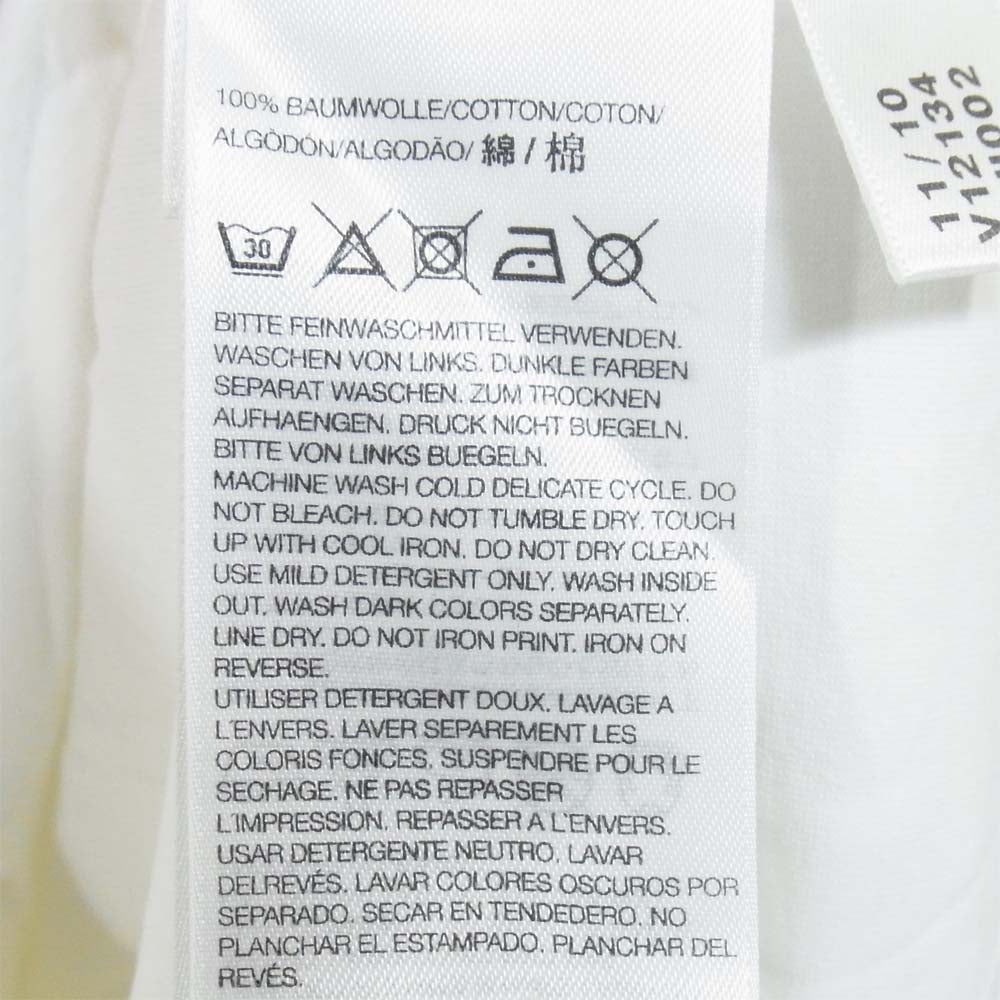 100% BAUMWOLLE/COTTON/COTON/
ALGODÓN/ALGODÃO/ 綿 / 棉
30
BITTE FEINWASCHMITTEL VERWENDEN.
WASCHEN VON LINKS. DUNKLE FARBEN
SEPARAT WASCHEN. ZUM TROCKNEN
AUFHAENGEN. DRUCK NICHT BUEGELN.
BITTE VON LINKS BUEGELN.
MACHINE WASH COLD DELICATE CYCLE. DO
NOT BLEACH. DO NOT TUMBLE DRY. TOUCH
UP WITH COOL IRON. DO NOT DRY CLEAN.
USE MILD DETERGENT ONLY. WASH INSIDE
OUT. WASH DARK COLORS SEPARATELY.
LINE DRY. DO NOT IRON PRINT. IRON ON
REVERSE.
UTILISER DETERGENT DOUX. LAVAGE A
L'ENVERS. LAVER SEPAREMENT LES
COLORIS FONCES. SUSPENDRE POUR LE
SECHAGE. NE PAS REPASSER
L'IMPRESSION. REPASSER A L'ENVERS.
USAR DETERGENTE NEUTRO. LAVAR
DELREVÉS. LAVAR COLORES OSCUROS POR
SEPARADO. SECAR EN TENDEDERO. NO
PLANCHAR EL ESTAMPADO. PLANCHAR DEL
REVÉS.
11/10
V12134